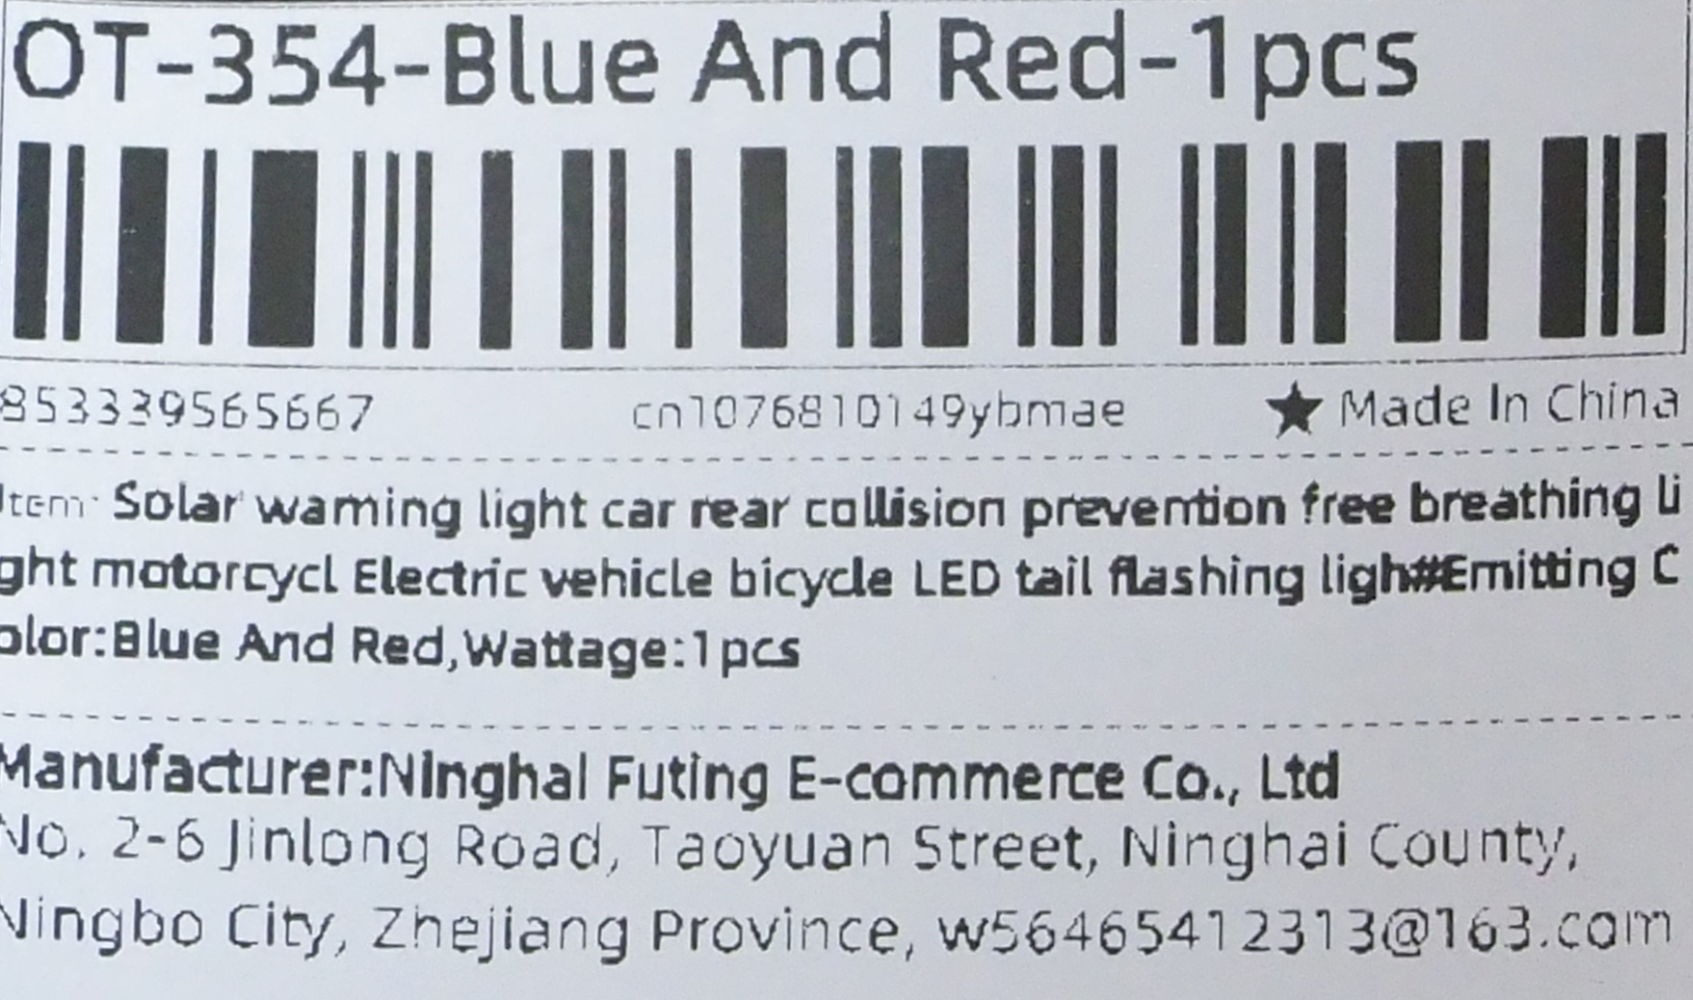 OT-354-Blue And Red-1pcs
853339565667 cn1076810149ybmae ★ Made In China
Item: Solar warning light car rear collision prevention free breathing li
ght motorcycl Electric vehicle bicycle LED tail flashing ligh#Emitting C
olor:Blue And Red,Wattage:1pcs
Manufacturer:Ninghai Futing E-commerce Co., Ltd
No. 2-6 Jinlong Road, Taoyuan Street, Ninghai County,
Ningbo City, Zhejiang Province, w56465412313@163.com